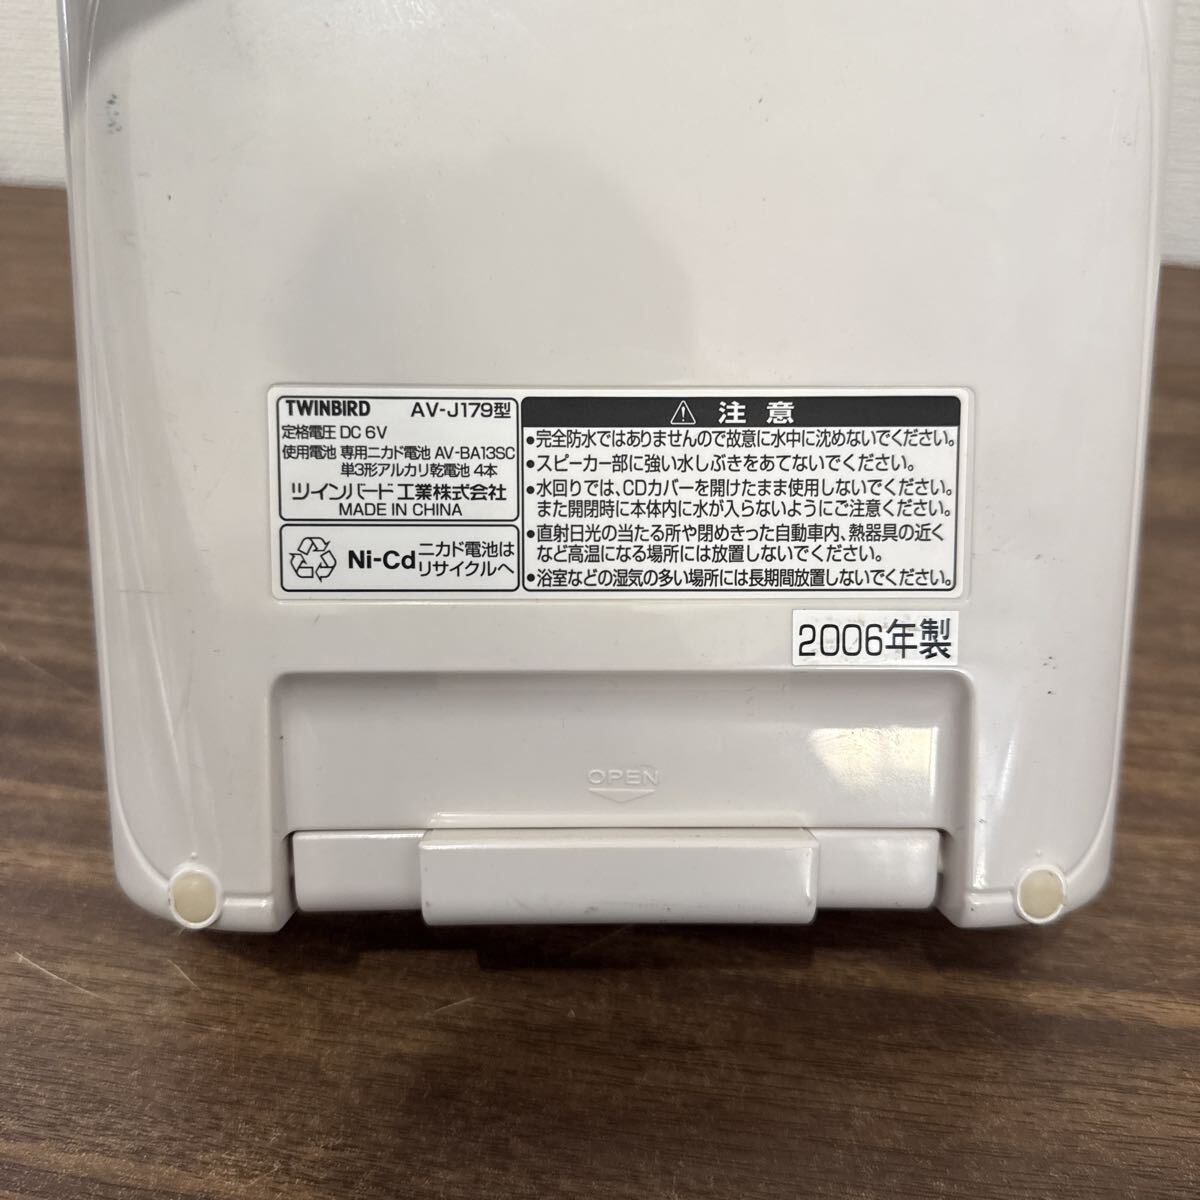 TWINBIRD AV-J179型
定格電圧 DC 6V
使用電池 専用ニカド電池 AV-BA13SC
単3形アルカリ乾電池 4本
ツインバード工業株式会社
MADE IN CHINA
Ni-Cd ニカド電池は
リサイクルへ
注意
●完全防水ではありませんので故意に水中に沈めないでください。
●スピーカー部に強い水しぶきをあてないでください。
●水回りでは、CDカバーを開けたまま使用しないでください。
また開閉時に本体内に水が入らないようにご注意ください。
●直射日光の当たる所や閉めきった自動車内、熱器具の近く
など高温になる場所には放置しないでください。
●浴室などの湿気の多い場所には長期間放置しないでください。
2006年製
OPEN